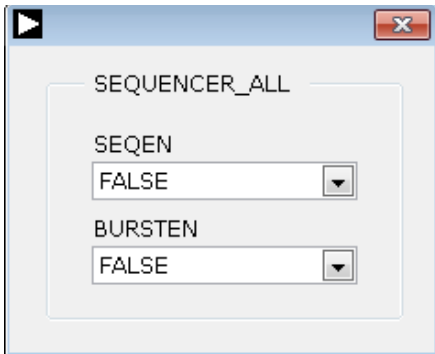 SEQUENCER_ALL
SEQEN
FALSE
BURSTEN
FALSE